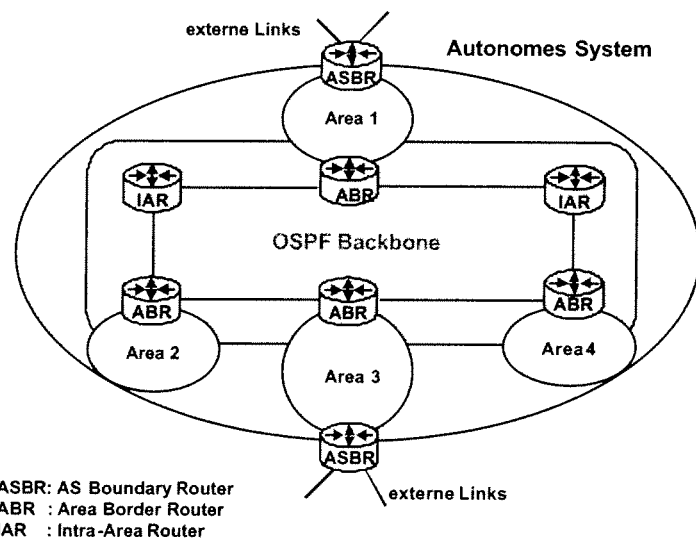 externe Links
Autonomes System
ASBR
Area 1
IAR
ABR
IAR
OSPF Backbone
ABR
ABR
ABR
Area 2
Area 3
Area 4
ASBR
externe Links
ASBR: AS Boundary Router
ABR : Area Border Router
IAR : Intra-Area Router